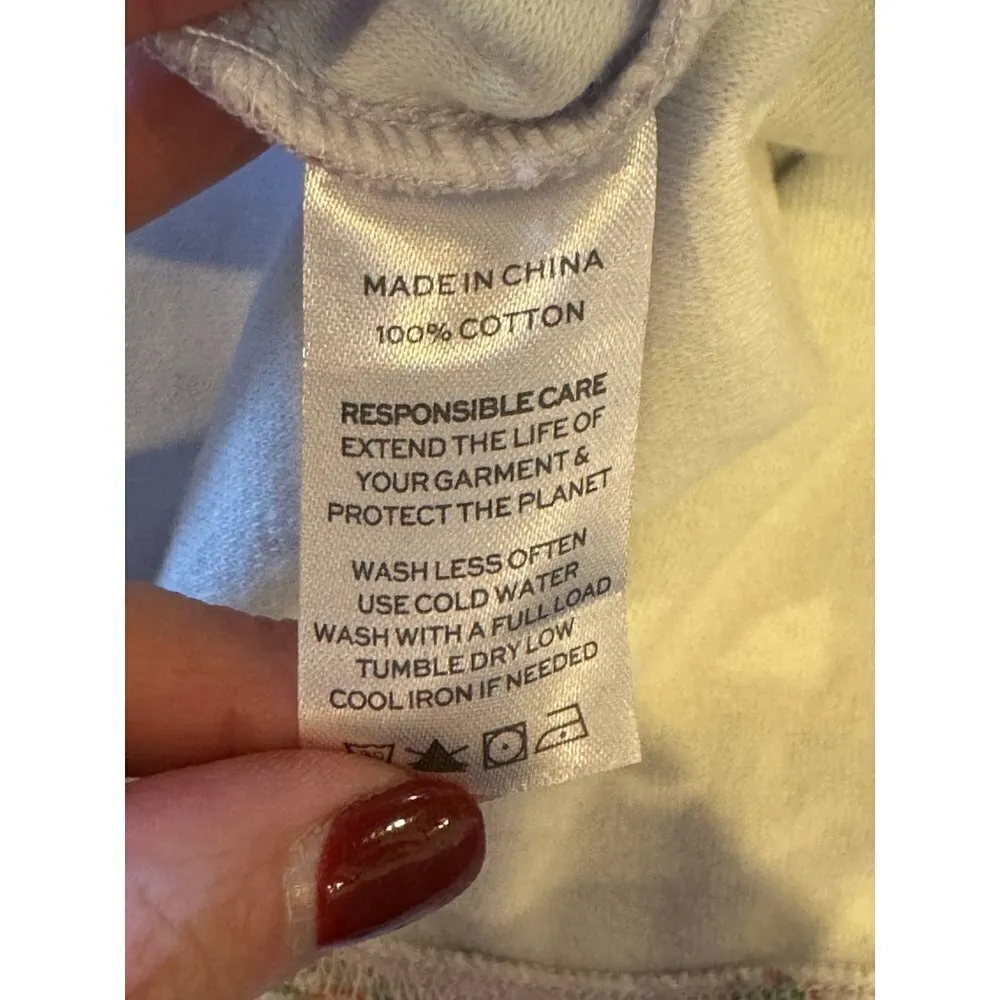 MADE IN CHINA
100% COTTON
RESPONSIBLE CARE
EXTEND THE LIFE OF
YOUR GARMENT &
PROTECT THE PLANET
WASH LESS OFTEN
USE COLD WATER
WASH WITH A FULL LOAD
TUMBLE DRY LOW
COOL IRON IF NEEDED